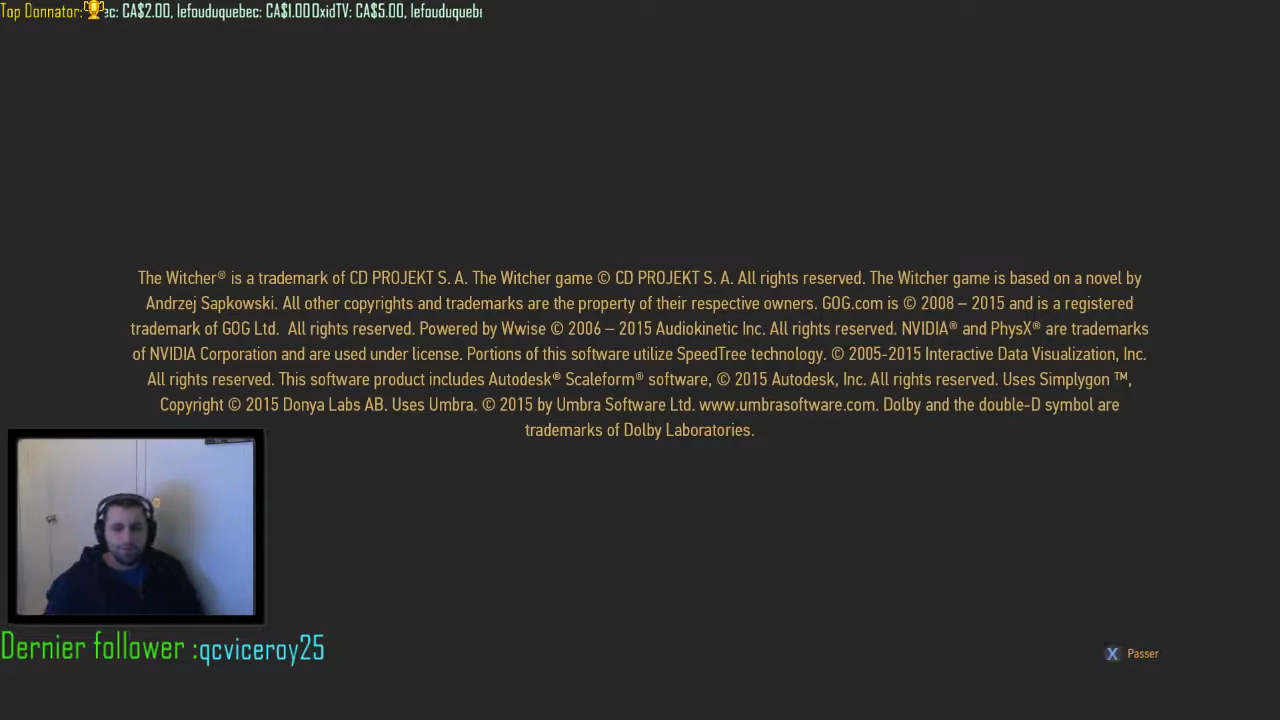 Top Donnator: ec: CA$2.00, lefouduquebec: CA$1.00OxidTV: CA$5.00, lefouduquebe
The Witcher® is a trademark of CD PROJEKT S. A. The Witcher game © CD PROJEKT S. A. All rights reserved. The Witcher game is based on a novel by
Andrzej Sapkowski. All other copyrights and trademarks are the property of their respective owners. GOG.com is © 2008 – 2015 and is a registered
trademark of GOG Ltd. All rights reserved. Powered by Wwise © 2006 – 2015 Audiokinetic Inc. All rights reserved. NVIDIA® and PhysX® are trademarks
of NVIDIA Corporation and are used under license. Portions of this software utilize SpeedTree technology. © 2005-2015 Interactive Data Visualization, Inc.
All rights reserved. This software product includes Autodesk® Scaleform® software, © 2015 Autodesk, Inc. All rights reserved. Uses Simplygon ™,
Copyright © 2015 Donya Labs AB. Uses Umbra. © 2015 by Umbra Software Ltd. www.umbrasoftware.com. Dolby and the double-D symbol are
trademarks of Dolby Laboratories.
Dernier follower :qcviceroy25
X Passer